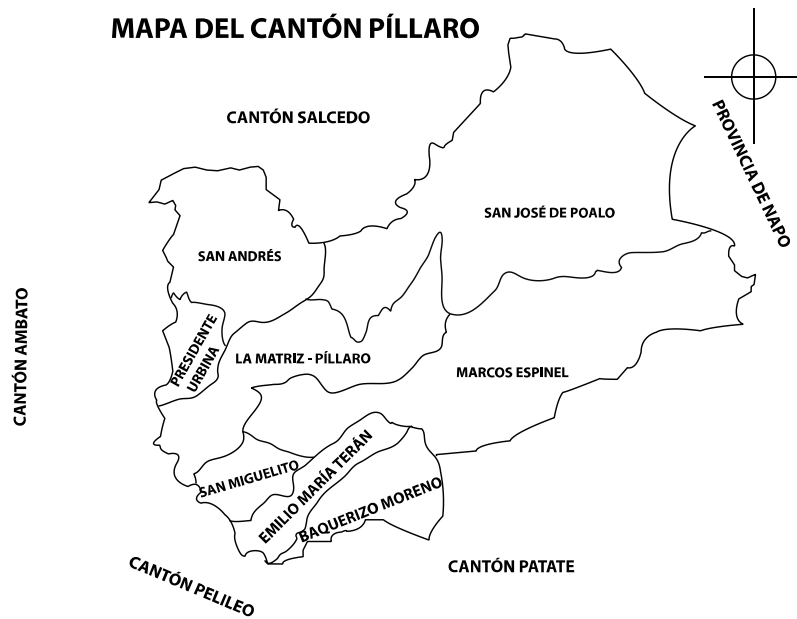 MAPA DEL CANTÓN PÍLLARO
CANTÓN SALCEDO
PROVINCIA DE NAPO
SAN JOSÉ DE POALO
SAN ANDRÉS
CANTÓN AMBATO
PRESIDENTE
URBINA
LA MATRIZ - PÍLLARO
MARCOS ESPINEL
SAN MIGUELITO
EMILIO MARÍA TERÁN
BAQUERIZO MORENO
CANTÓN PELILEO
CANTÓN PATATE